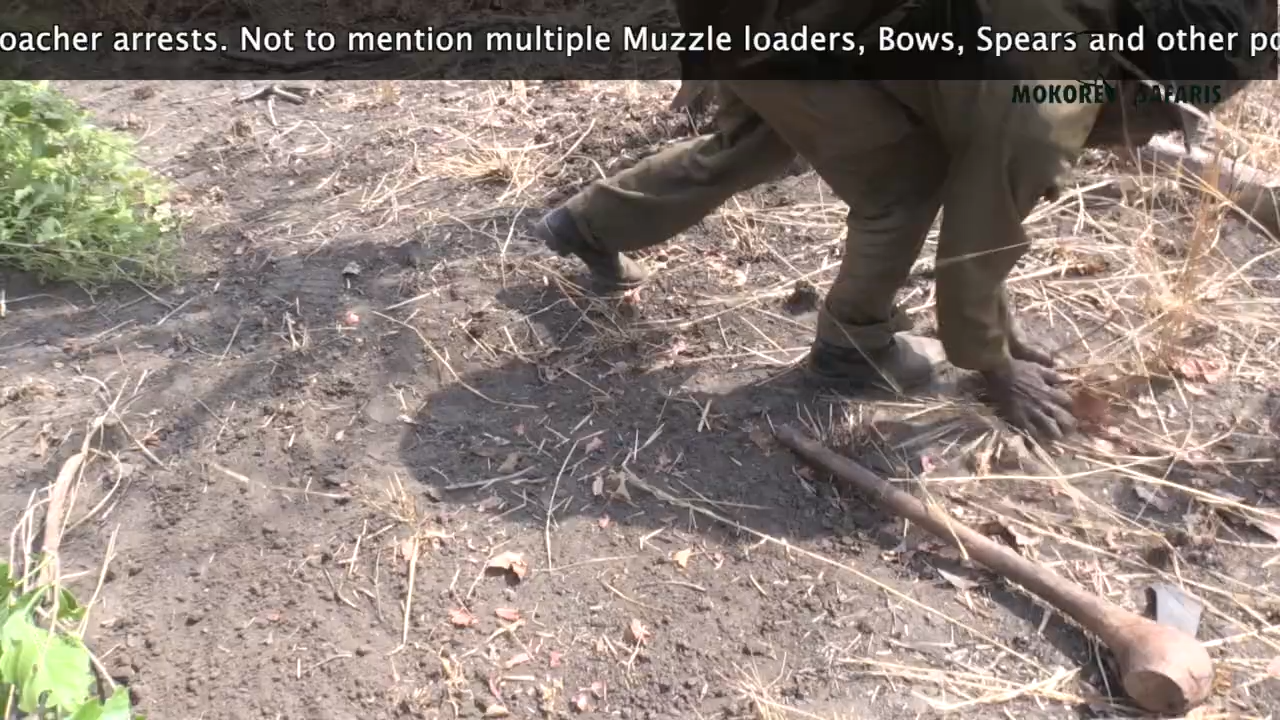 oacher arrests. Not to mention multiple Muzzle loaders, Bows, Spears and other po
MOKORE SAFARIS